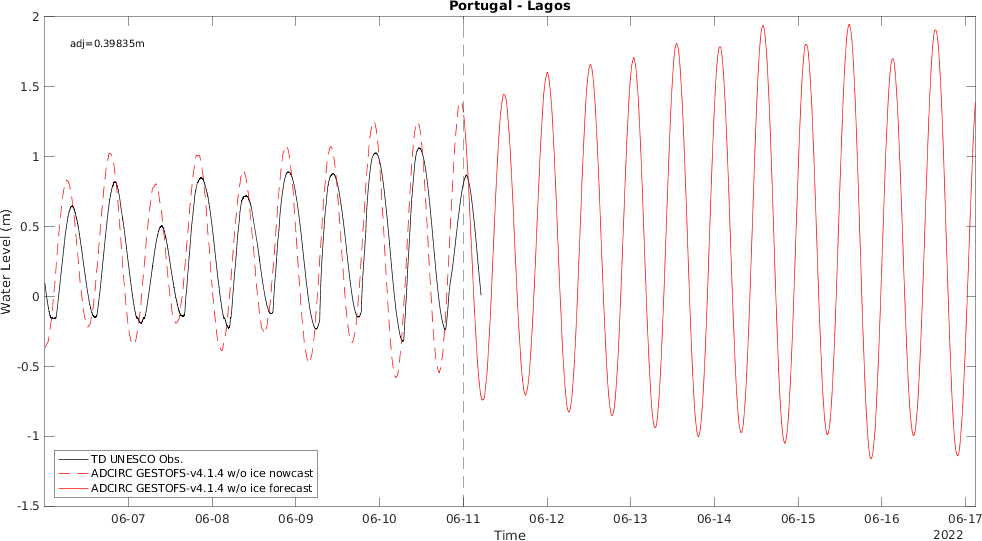 Portugal - Lagos
adj=0.39835m
2
1.5
1
0.5
0
-0.5
-1
-1.5
Water Level (m)
TD UNESCO Obs.
ADCIRC GESTOFS-v4.1.4 w/o ice nowcast
ADCIRC GESTOFS-v4.1.4 w/o ice forecast
06-07 06-08 06-09 06-10 06-11 06-12 06-13 06-14 06-15 06-16 06-17
Time
2022